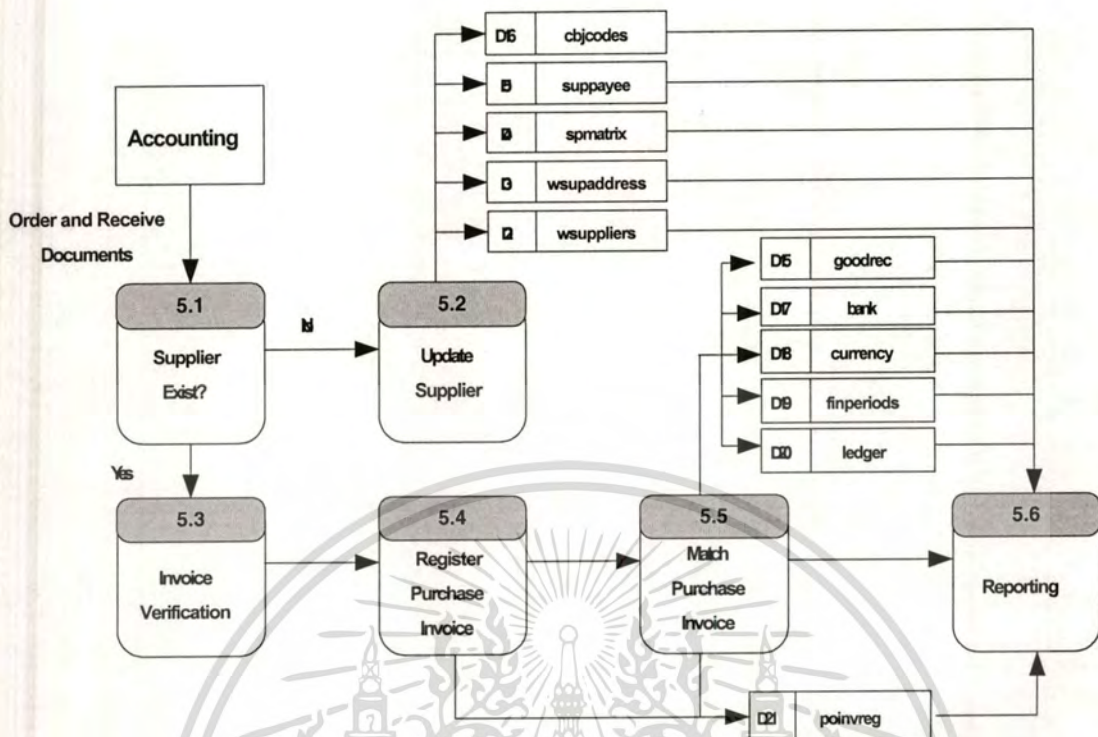 Accounting
Order and Receive
Documents
5.1
Supplier
Exist?
5.2
Update
Supplier
Yes
5.3
Invoice
Verification
5.4
Register
Purchase
Invoice
5.5
Match
Purchase
Invoice
5.6
Reporting
D16 cbjcodes
suppayee
spmatrix
wsupaddress
wsuppliers
D15 goodrec
D17 bank
D18 currency
D19 finperiods
D20 ledger
D21 poinvreg